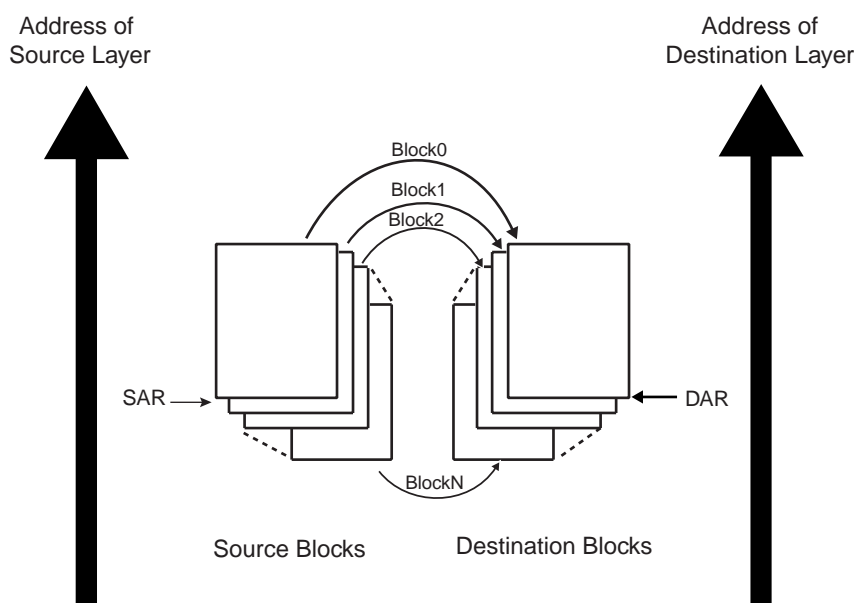 Address of
Source Layer
Address of
Destination Layer
Block0
Block1
Block2
SAR
DAR
BlockN
Source Blocks
Destination Blocks